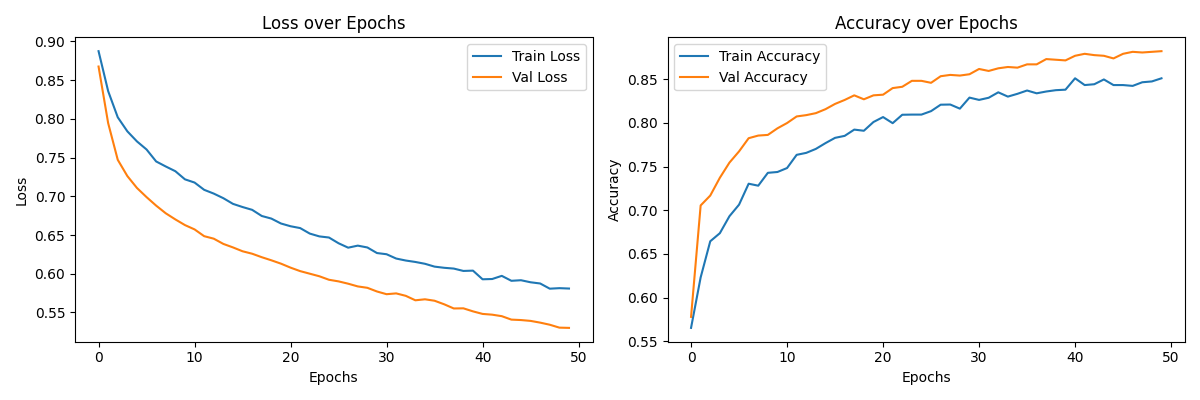 Loss over Epochs
Train Loss
Val Loss
0.90
0.85
0.80
0.75
0.70
0.65
0.60
0.55
Loss
0 10 20 30 40 50
Epochs
Accuracy over Epochs
Train Accuracy
Val Accuracy
0.85
0.80
0.75
0.70
0.65
0.60
0.55
Accuracy
0 10 20 30 40 50
Epochs